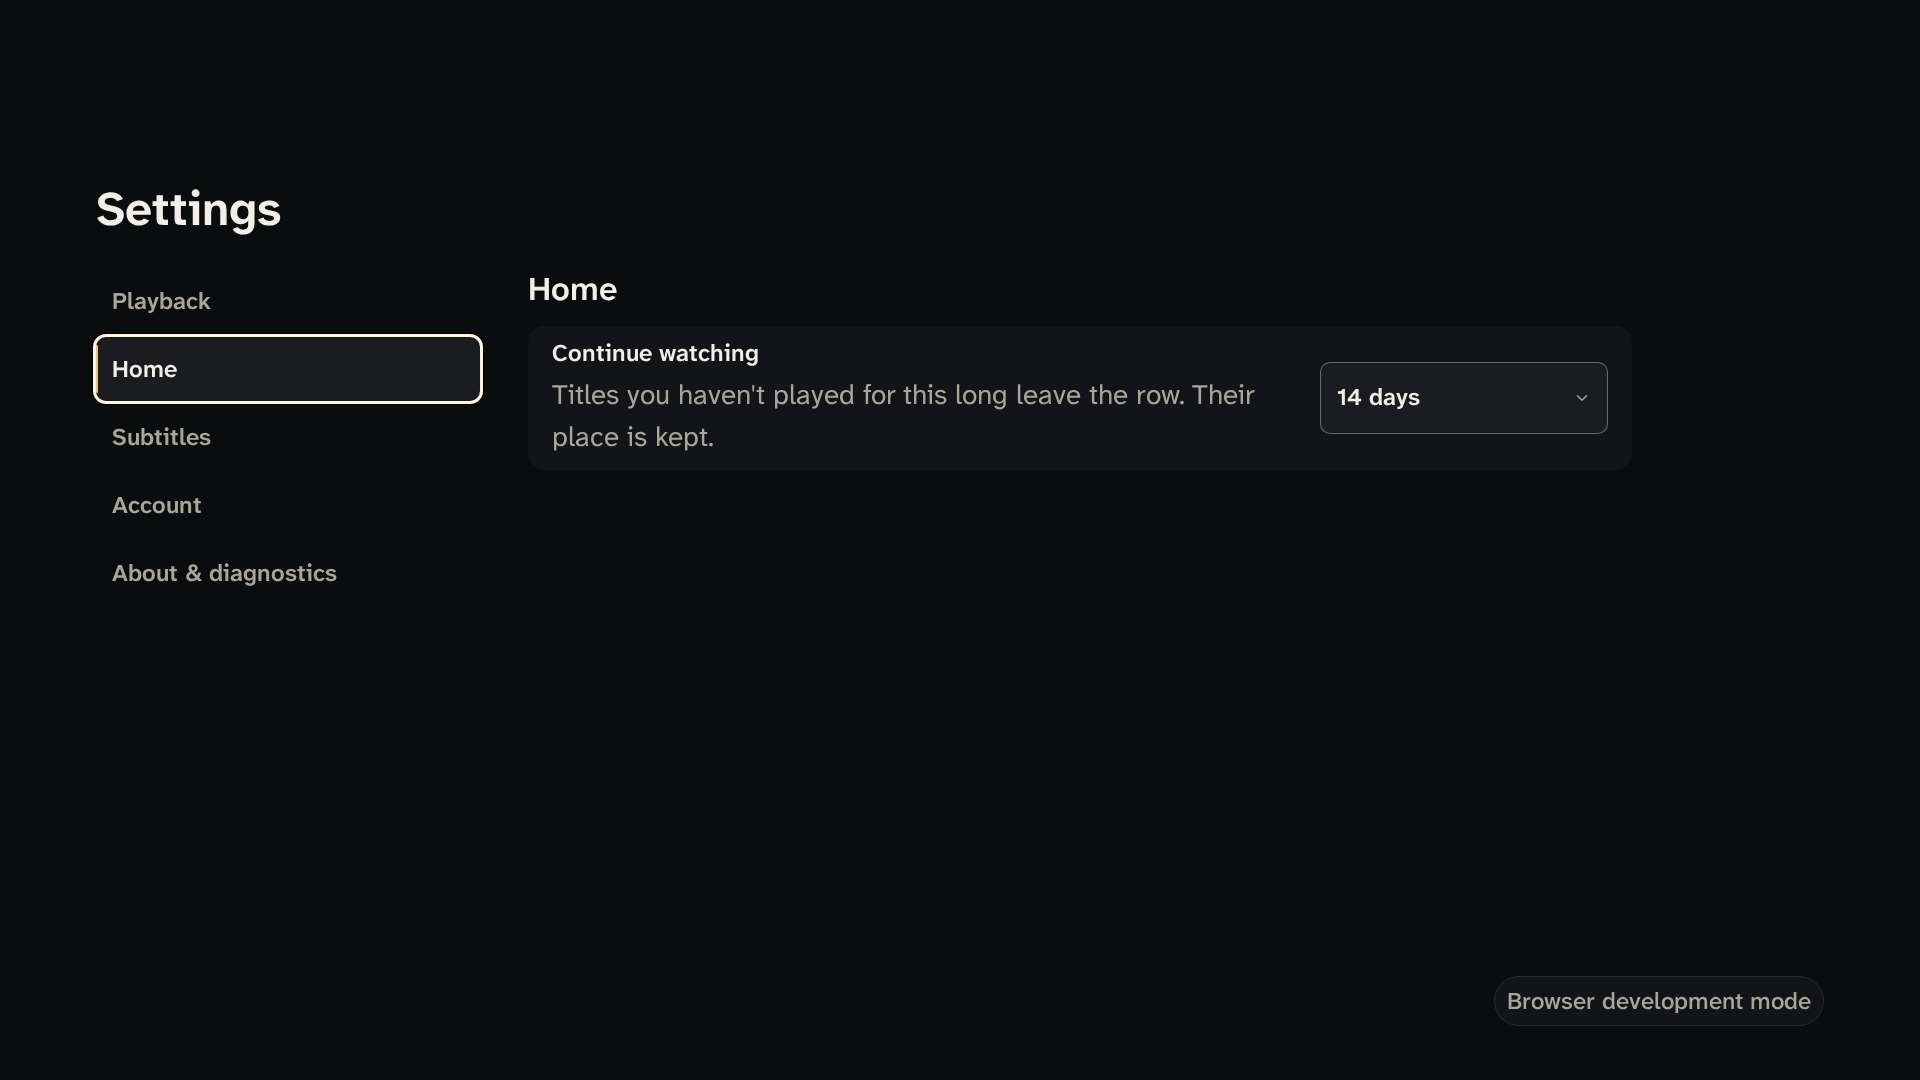 Settings
Playback
Home
Subtitles
Account
About & diagnostics
Home
Continue watching
Titles you haven't played for this long leave the row. Their
place is kept.
14 days
Browser development mode